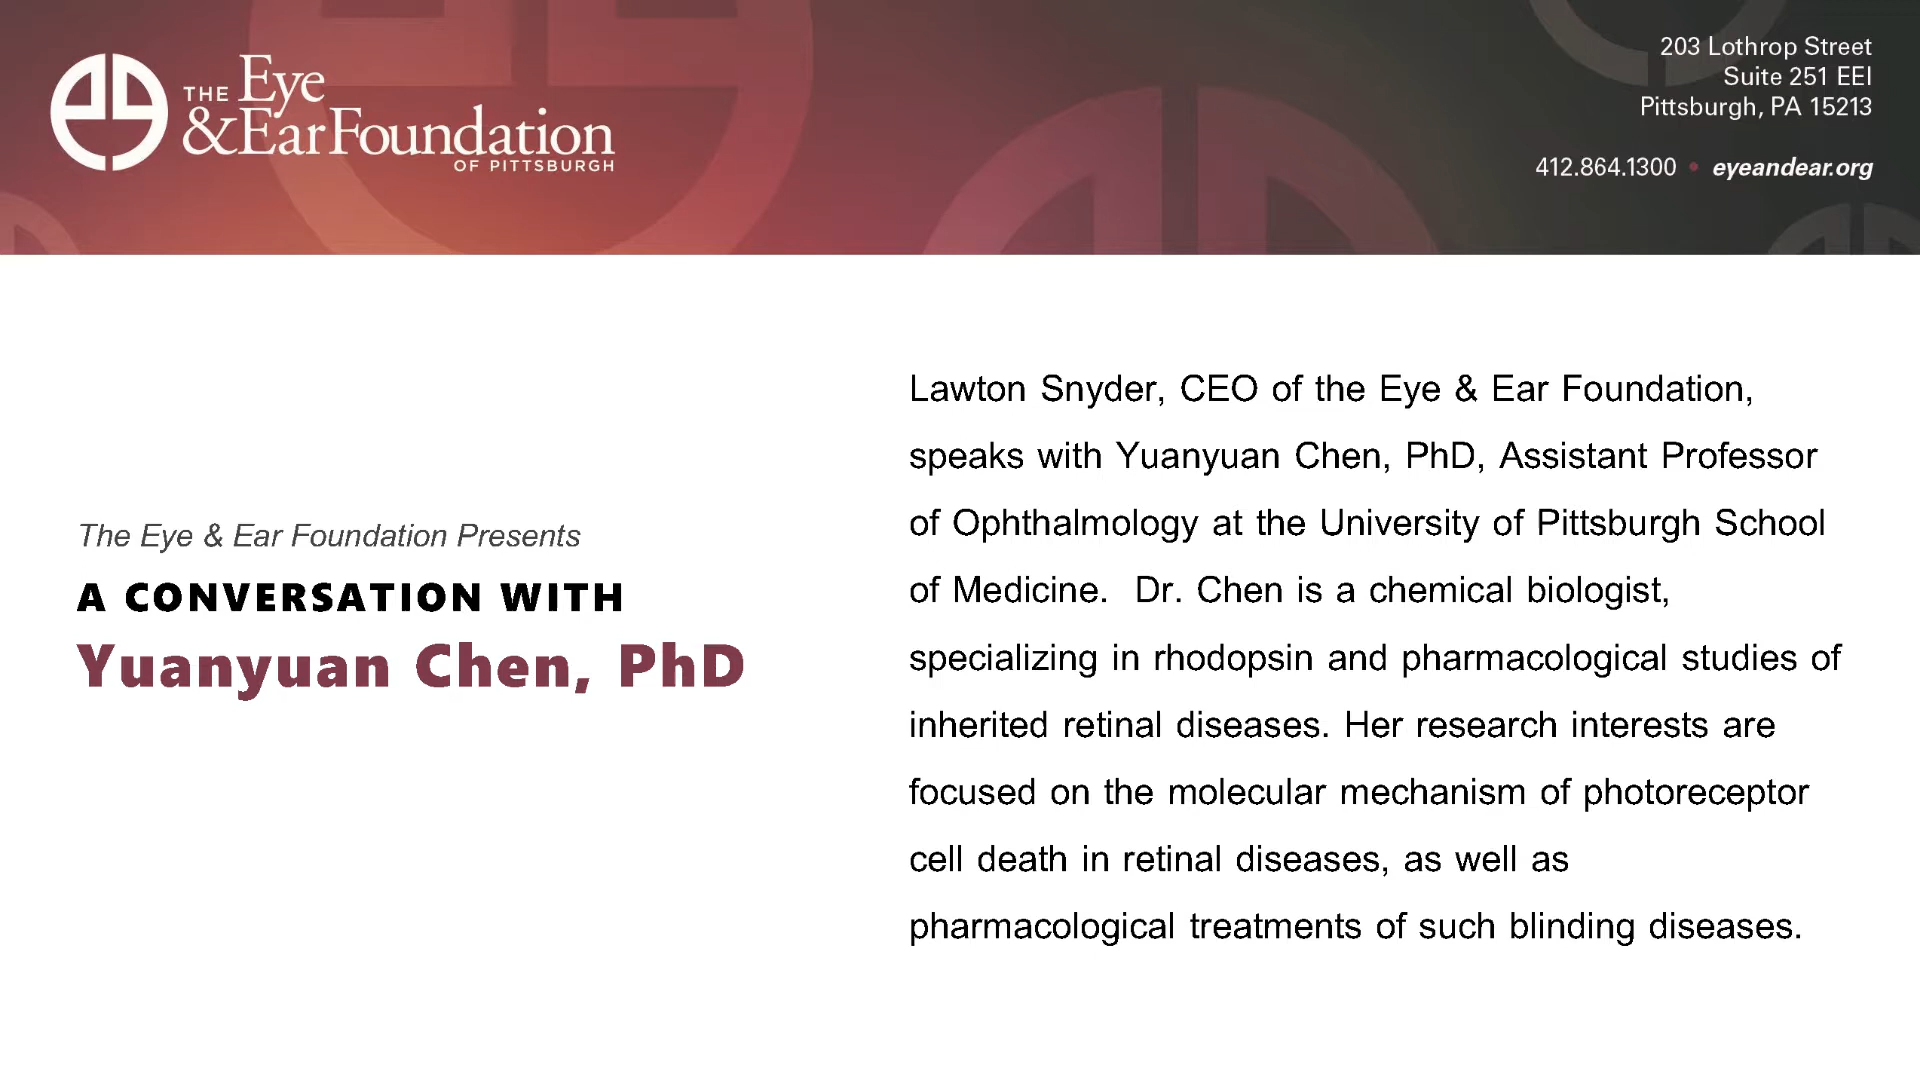 THE Eye
& Ear Foundation
OF PITTSBURGH
203 Lothrop Street
Suite 251 EEI
Pittsburgh, PA 15213
412.864.1300 • eyeandear.org
The Eye & Ear Foundation Presents
A CONVERSATION WITH
Yuanyuan Chen, PhD
Lawton Snyder, CEO of the Eye & Ear Foundation,
speaks with Yuanyuan Chen, PhD, Assistant Professor
of Ophthalmology at the University of Pittsburgh School
of Medicine.  Dr. Chen is a chemical biologist,
specializing in rhodopsin and pharmacological studies of
inherited retinal diseases. Her research interests are
focused on the molecular mechanism of photoreceptor
cell death in retinal diseases, as well as
pharmacological treatments of such blinding diseases.